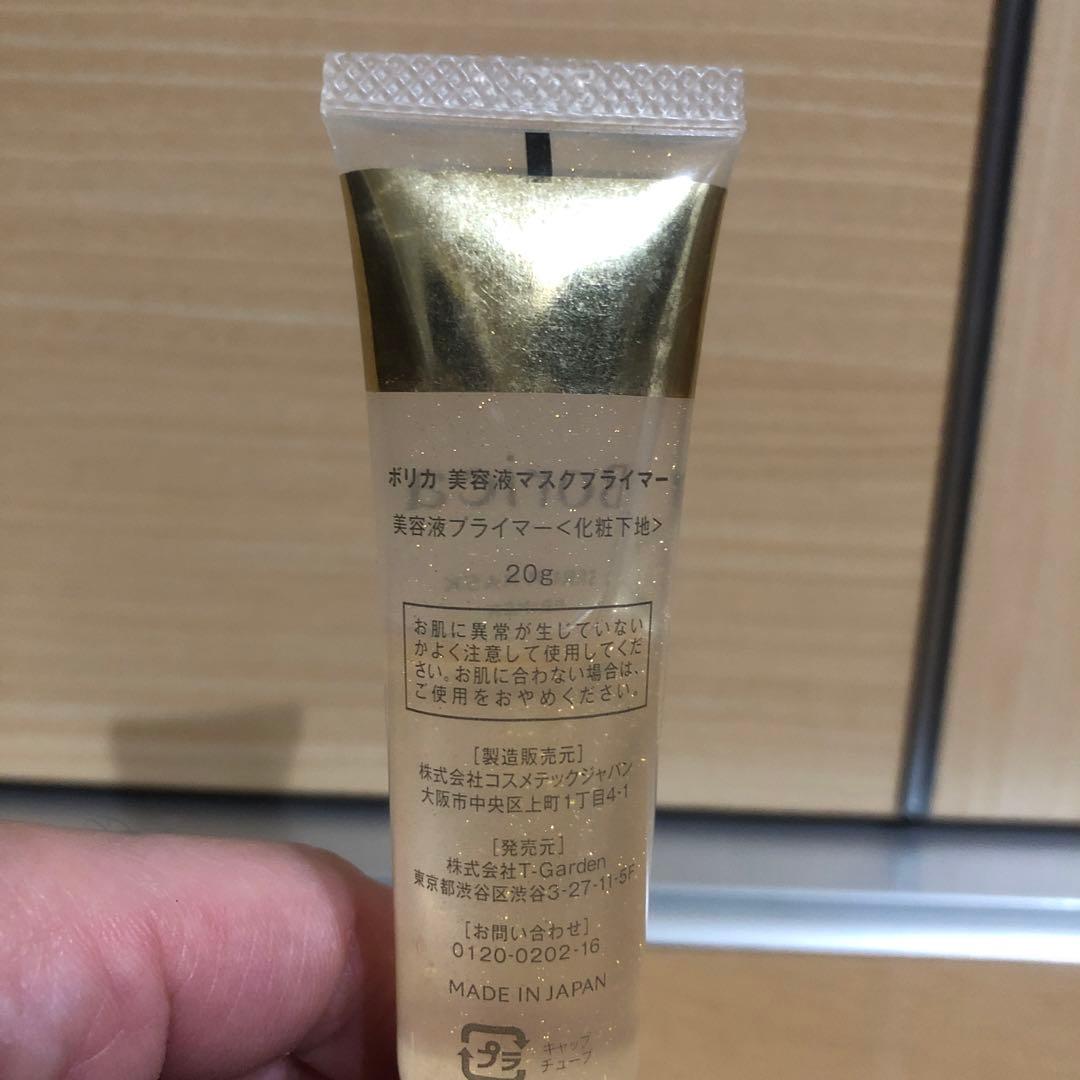 ボリカ 美容液マスクプライマー
美容液プライマー<化粧下地>
20g
お肌に異常が生じていない
かよく注意して使用してくだ
さい。お肌に合わない場合は、
ご使用をおやめください。
[製造販売元]
株式会社コスメテックジャパン
大阪市中央区上町1丁目4-1
[発売元]
株式会社T-Garden
東京都渋谷区渋谷3-27-11-5F
[お問い合わせ]
0120-0202-16
MADE IN JAPAN
プラ
キャップ
チューブ